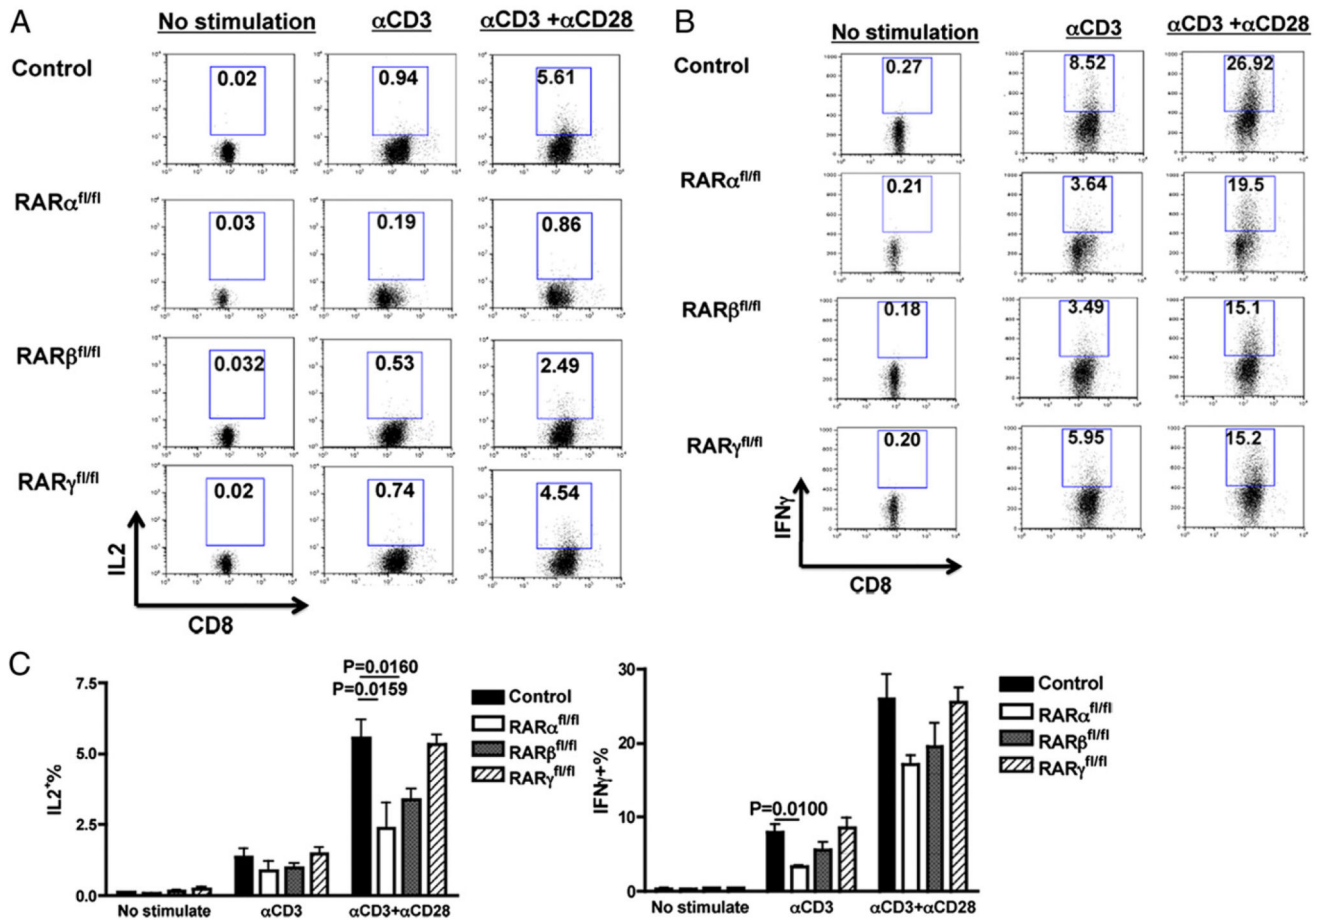 A
No stimulation αCD3 αCD3 +αCD28
Control
0.02 0.94 5.61
RARα^fl/fl
0.03 0.19 0.86
RARβ^fl/fl
0.032 0.53 2.49
RARγ^fl/fl
0.02 0.74 4.54
IL2
CD8
B
No stimulation αCD3 αCD3 +αCD28
Control
0.27 8.52 26.92
RARα^fl/fl
0.21 3.64 19.5
RARβ^fl/fl
0.18 3.49 15.1
RARγ^fl/fl
0.20 5.95 15.2
IFNγ
CD8
C
P=0.0160
P=0.0159
7.5
5.0
2.5
0.0
IL2⁺%
No stimulate αCD3 αCD3+αCD28
Control
RARα^fl/fl
RARβ^fl/fl
RARγ^fl/fl
30
20
10
0
IFNγ+%
P=0.0100
No stimulate αCD3 αCD3+αCD28
Control
RARα^fl/fl
RARβ^fl/fl
RARγ^fl/fl